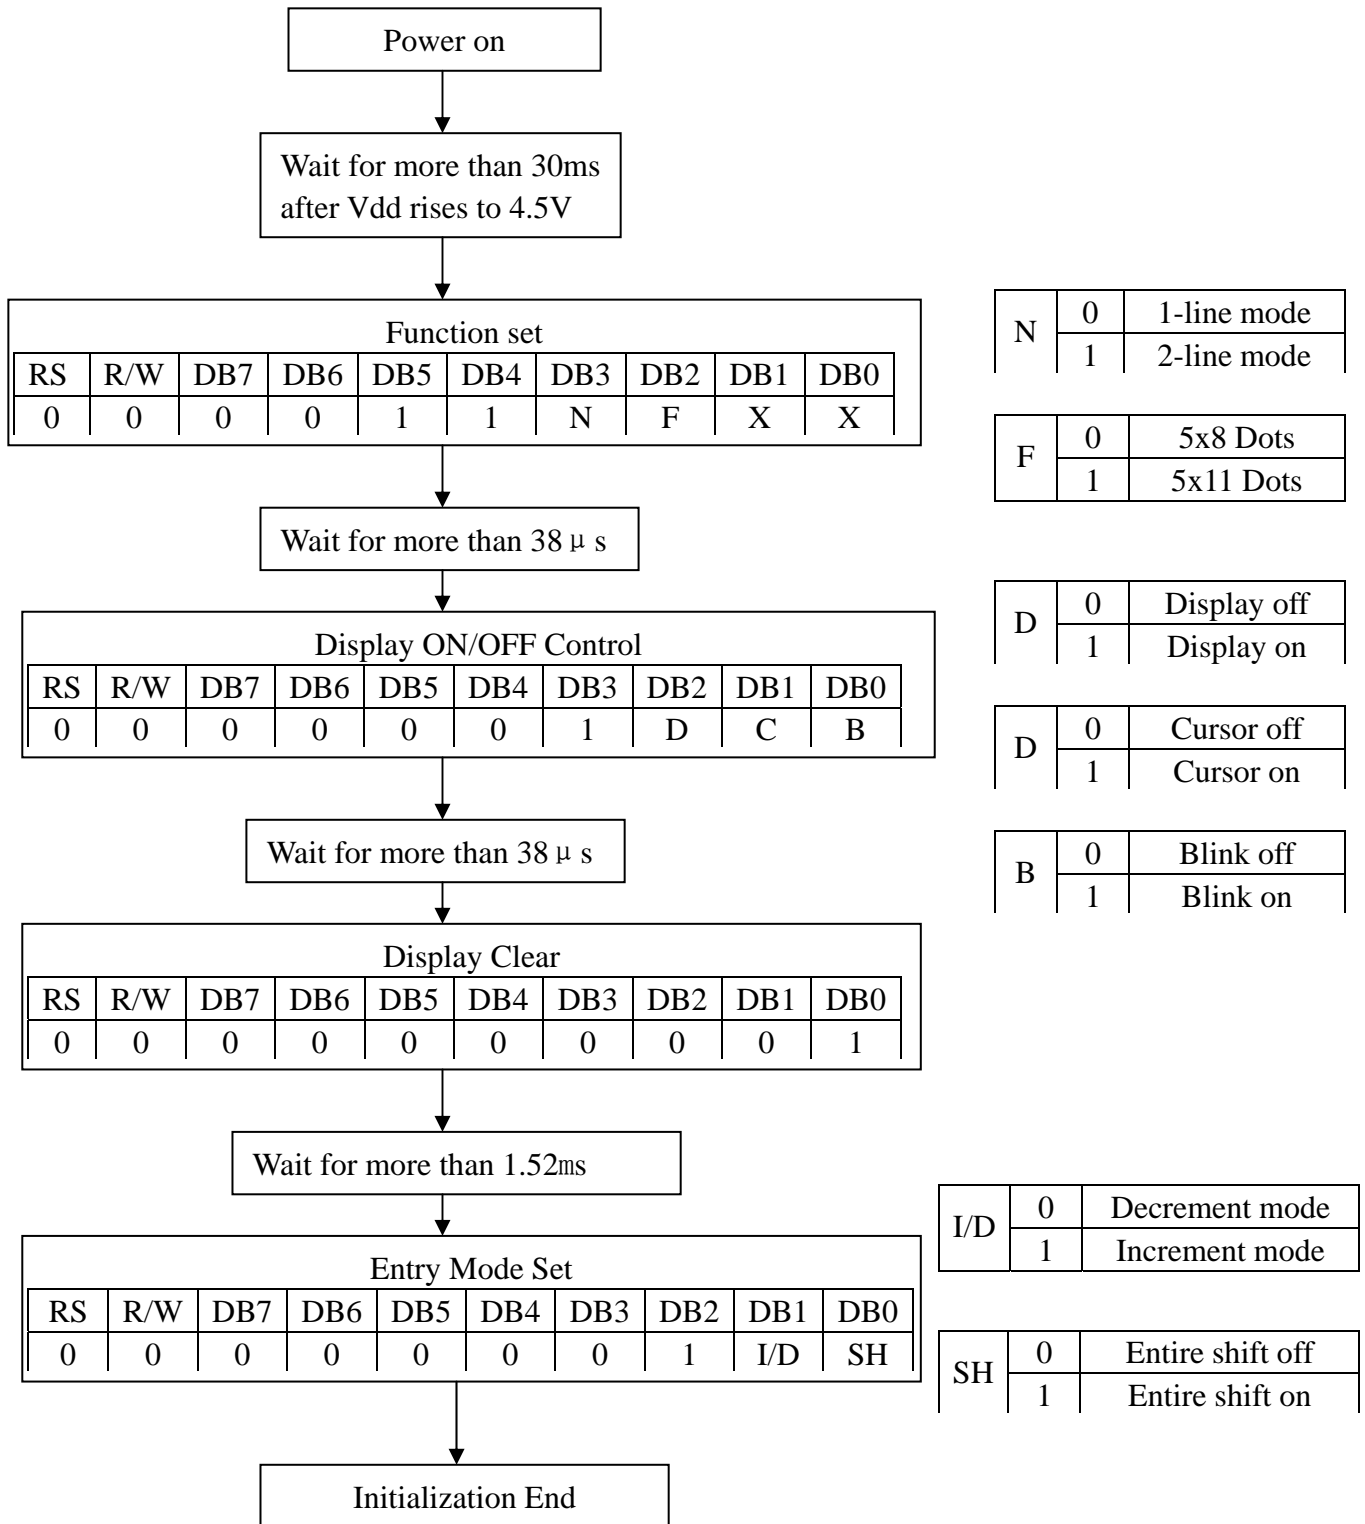 Power on
Wait for more than 30ms
after Vdd rises to 4.5V
Function set
RS R/W DB7 DB6 DB5 DB4 DB3 DB2 DB1 DB0
0 0 0 0 1 1 N F X X
N 0 1-line mode
1 2-line mode
F 0 5x8 Dots
1 5x11 Dots
Wait for more than 38μs
Display ON/OFF Control
RS R/W DB7 DB6 DB5 DB4 DB3 DB2 DB1 DB0
0 0 0 0 0 0 1 D C B
D 0 Display off
1 Display on
D 0 Cursor off
1 Cursor on
B 0 Blink off
1 Blink on
Wait for more than 38μs
Display Clear
RS R/W DB7 DB6 DB5 DB4 DB3 DB2 DB1 DB0
0 0 0 0 0 0 0 0 0 1
Wait for more than 1.52ms
Entry Mode Set
RS R/W DB7 DB6 DB5 DB4 DB3 DB2 DB1 DB0
0 0 0 0 0 0 0 1 I/D SH
I/D 0 Decrement mode
1 Increment mode
SH 0 Entire shift off
1 Entire shift on
Initialization End